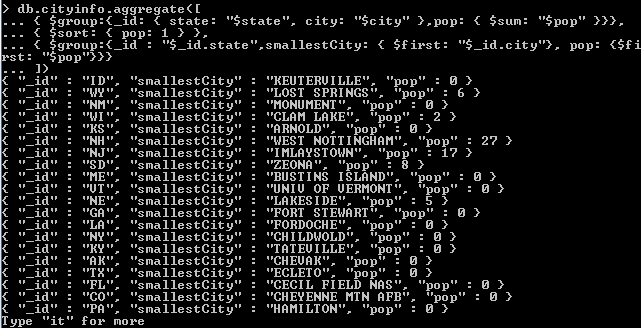 > db.cityinfo.aggregate([
... { $group:{_id: { state: "$state", city: "$city" },pop: { $sum: "$pop" }}},
... { $sort: { pop: 1 } },
... { $group:{_id : "$_id.state",smallestCity: { $first: "$_id.city"}, pop: {$fi
rst: "$pop"}}}
... ])
{ "_id" : "ID", "smallestCity" : "KEUTERVILLE", "pop" : 0 }
{ "_id" : "WY", "smallestCity" : "LOST SPRINGS", "pop" : 6 }
{ "_id" : "NM", "smallestCity" : "MONUMENT", "pop" : 0 }
{ "_id" : "WI", "smallestCity" : "CLAM LAKE", "pop" : 2 }
{ "_id" : "KS", "smallestCity" : "ARNOLD", "pop" : 0 }
{ "_id" : "NH", "smallestCity" : "WEST NOTTINGHAM", "pop" : 27 }
{ "_id" : "NJ", "smallestCity" : "IMLAYSTOWN", "pop" : 17 }
{ "_id" : "SD", "smallestCity" : "ZEONA", "pop" : 8 }
{ "_id" : "ME", "smallestCity" : "BUSTINS ISLAND", "pop" : 0 }
{ "_id" : "VT", "smallestCity" : "UNIV OF VERMONT", "pop" : 0 }
{ "_id" : "NE", "smallestCity" : "LAKESIDE", "pop" : 5 }
{ "_id" : "GA", "smallestCity" : "FORT STEWART", "pop" : 0 }
{ "_id" : "LA", "smallestCity" : "FORDOCHE", "pop" : 0 }
{ "_id" : "NY", "smallestCity" : "CHILDWOLD", "pop" : 0 }
{ "_id" : "KY", "smallestCity" : "TATEVILLE", "pop" : 0 }
{ "_id" : "AK", "smallestCity" : "CHEVAK", "pop" : 0 }
{ "_id" : "TX", "smallestCity" : "ECLETO", "pop" : 0 }
{ "_id" : "FL", "smallestCity" : "CECIL FIELD NAS", "pop" : 0 }
{ "_id" : "CO", "smallestCity" : "CHEYENNE MTN AFB", "pop" : 0 }
{ "_id" : "PA", "smallestCity" : "HAMILTON", "pop" : 0 }
Type "it" for more